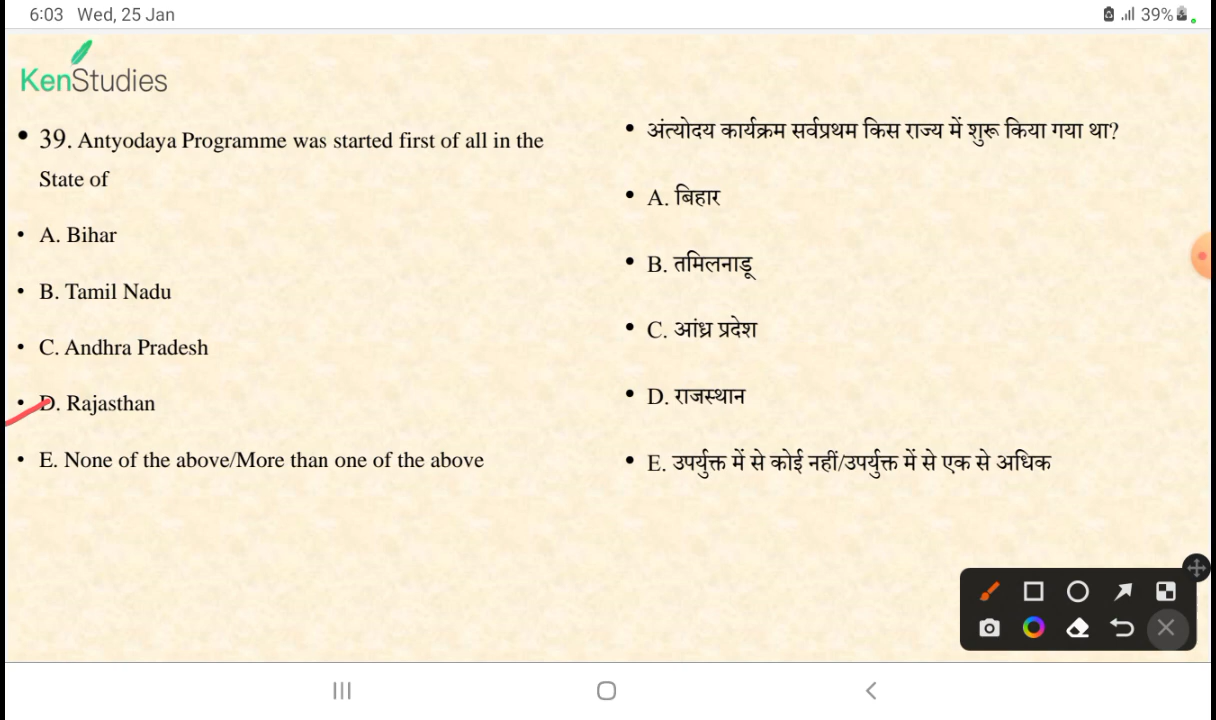 6:03 Wed, 25 Jan
39%
KenStudies
• 39. Antyodaya Programme was started first of all in the
State of
• A. Bihar
• B. Tamil Nadu
• C. Andhra Pradesh
• D. Rajasthan
• E. None of the above/More than one of the above
• अंत्योदय कार्यक्रम सर्वप्रथम किस राज्य में शुरू किया गया था?
• A. बिहार
• B. तमिलनाडू
• C. आंध्र प्रदेश
• D. राजस्थान
• E. उपर्युक्त में से कोई नहीं/उपर्युक्त में से एक से अधिक